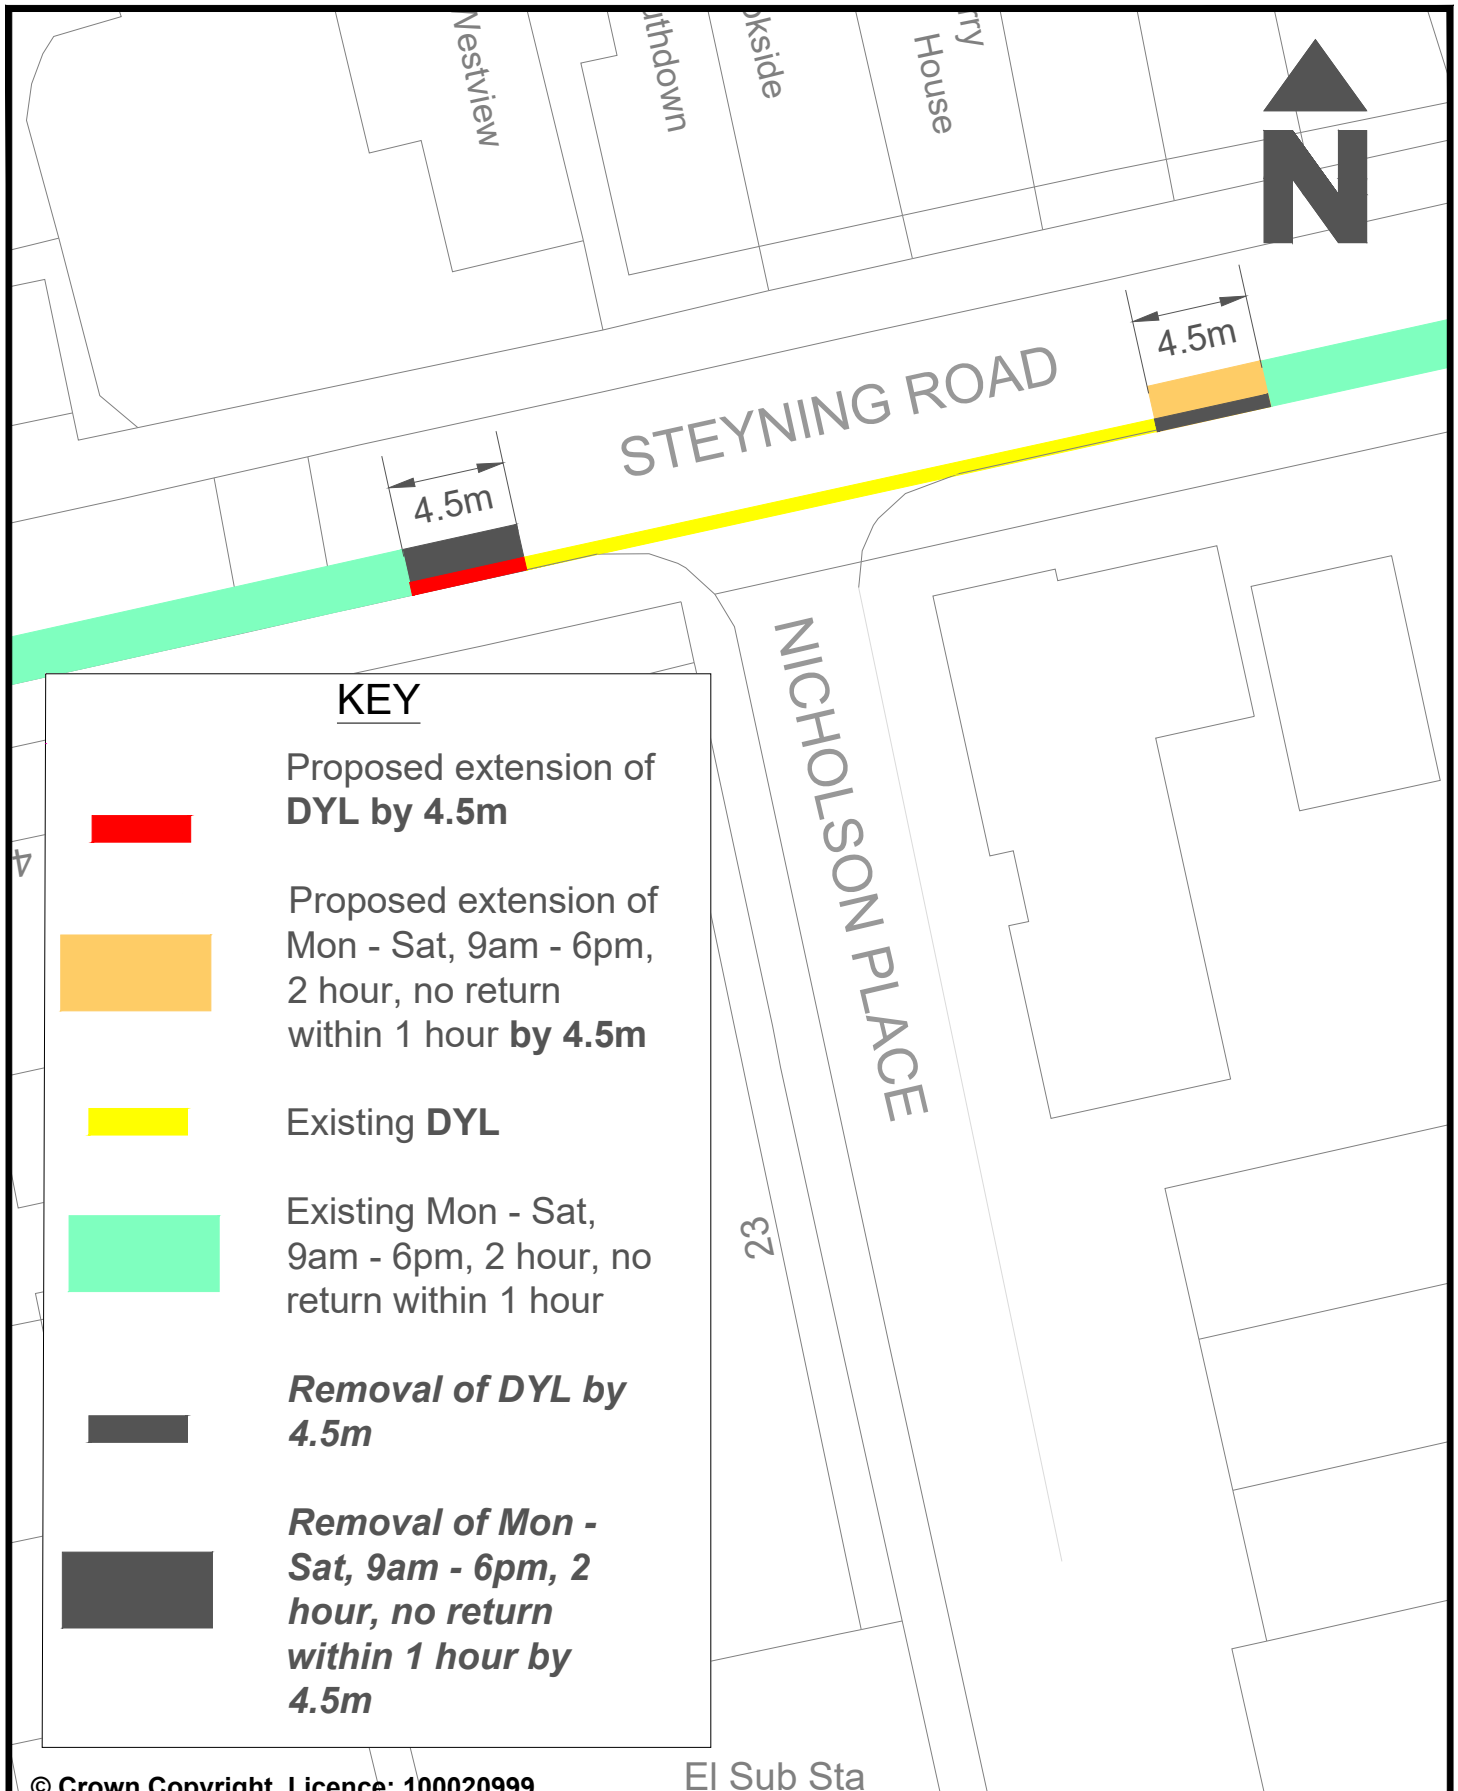 Westview
uthdown
okside
rry
House
N
4.5m
STEYNING ROAD
4.5m
NICHOLSON PLACE
KEY
Proposed extension of
DYL by 4.5m
Proposed extension of
Mon - Sat, 9am - 6pm,
2 hour, no return
within 1 hour by 4.5m
Existing DYL
Existing Mon - Sat,
9am - 6pm, 2 hour, no
return within 1 hour
Removal of DYL by
4.5m
Removal of Mon -
Sat, 9am - 6pm, 2
hour, no return
within 1 hour by
4.5m
4
23
El Sub Sta
© Crown Copyright. Licence: 100020999